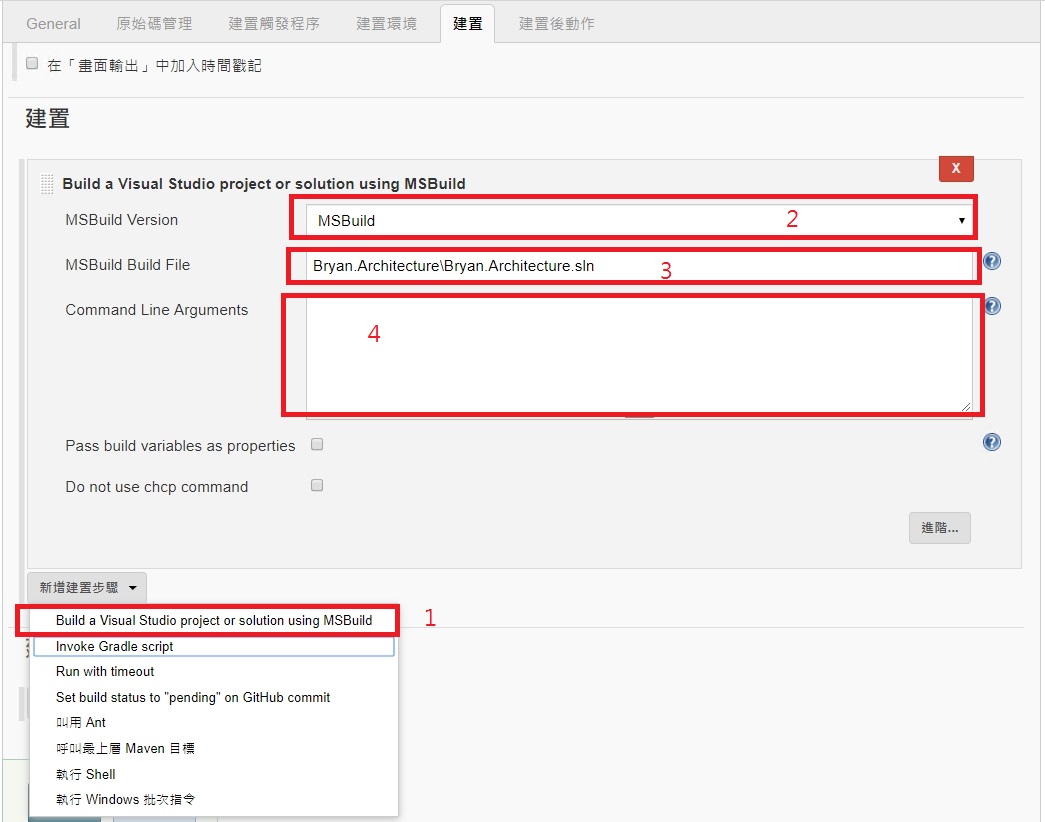 General 原始碼管理 建置觸發程序 建置環境 建置 建置後動作
在「畫面輸出」中加入時間戳記
建置
X
Build a Visual Studio project or solution using MSBuild
MSBuild Version MSBuild 2
MSBuild Build File Bryan.Architecture\Bryan.Architecture.sln 3
Command Line Arguments
4
Pass build variables as properties
Do not use chcp command
進階...
新增建置步驟
Build a Visual Studio project or solution using MSBuild 1
Invoke Gradle script
Run with timeout
Set build status to "pending" on GitHub commit
叫用 Ant
呼叫最上層 Maven 目標
執行 Shell
執行 Windows 批次指令